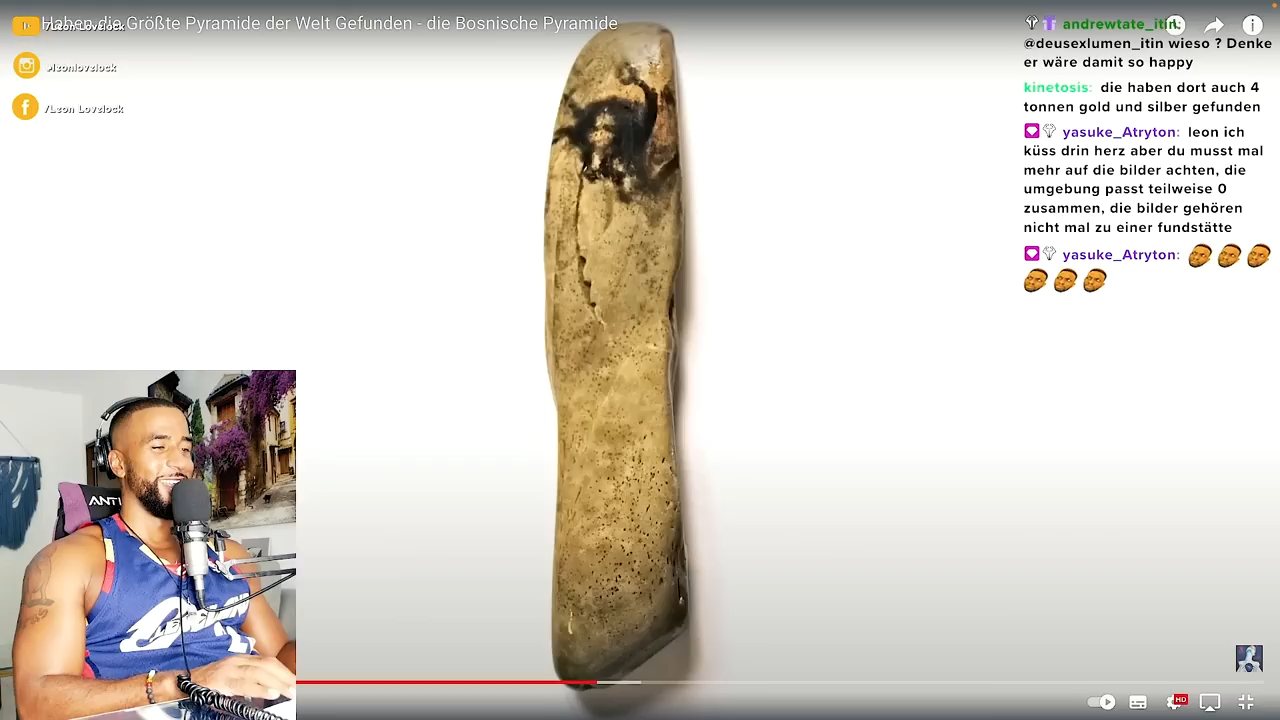 Haben die Größte Pyramide der Welt Gefunden - die Bosnische Pyramide
/Leon Lovelock
leonlovelock
/Leon Lovelock
andrewtate_itin:
@deusexlumen_itin wieso ? Denke
er wäre damit so happy
kinetosis: die haben dort auch 4
tonnen gold und silber gefunden
yasuke_Atryton: leon ich
küss drin herz aber du musst mal
mehr auf die bilder achten, die
umgebung passt teilweise 0
zusammen, die bilder gehören
nicht mal zu einer fundstätte
yasuke_Atryton:
ANTI
CLEVELAND
HD